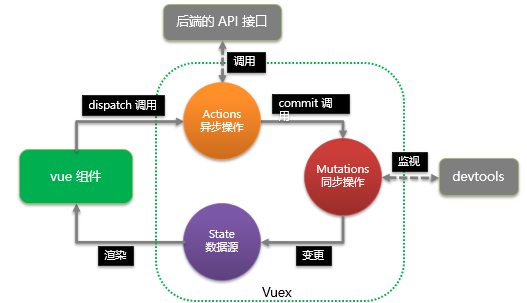 后端的 API 接口
调用
dispatch 调用
Actions
异步操作
commit 调
用
Mutations
同步操作
监视
devtools
vue 组件
State
数据源
渲染
变更
Vuex